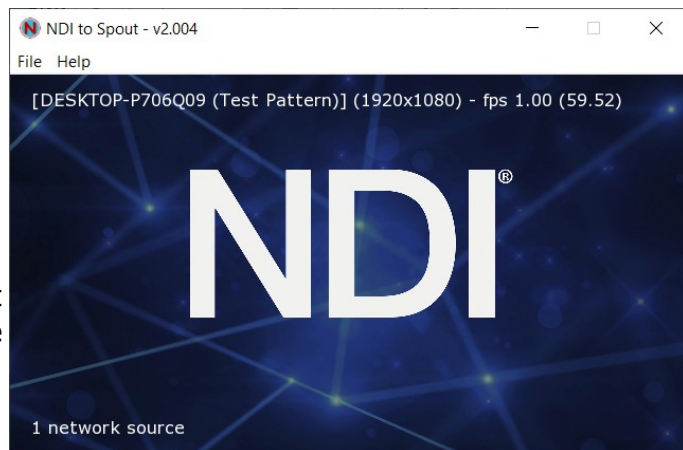 NDI to Spout - v2.004
File Help
[DESKTOP-P706Q09 (Test Pattern)] (1920x1080) - fps 1.00 (59.52)
NDI®
1 network source